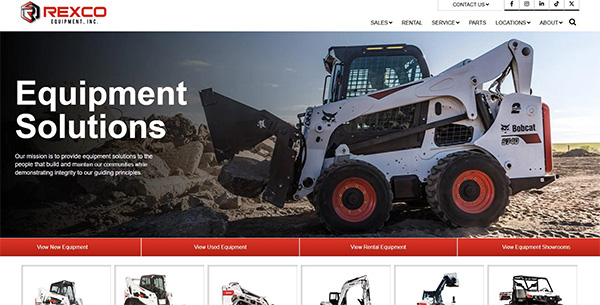 REXCO
EQUIPMENT, INC.
CONTACT US
SALES
RENTAL
SERVICE
PARTS
LOCATIONS
ABOUT
Equipment
Solutions
Our mission is to provide equipment solutions to the
people that build and maintain our communities while
demonstrating integrity to our guiding principles.
Bobcat
View New Equipment
View Used Equipment
View Rental Equipment
View Equipment Showrooms